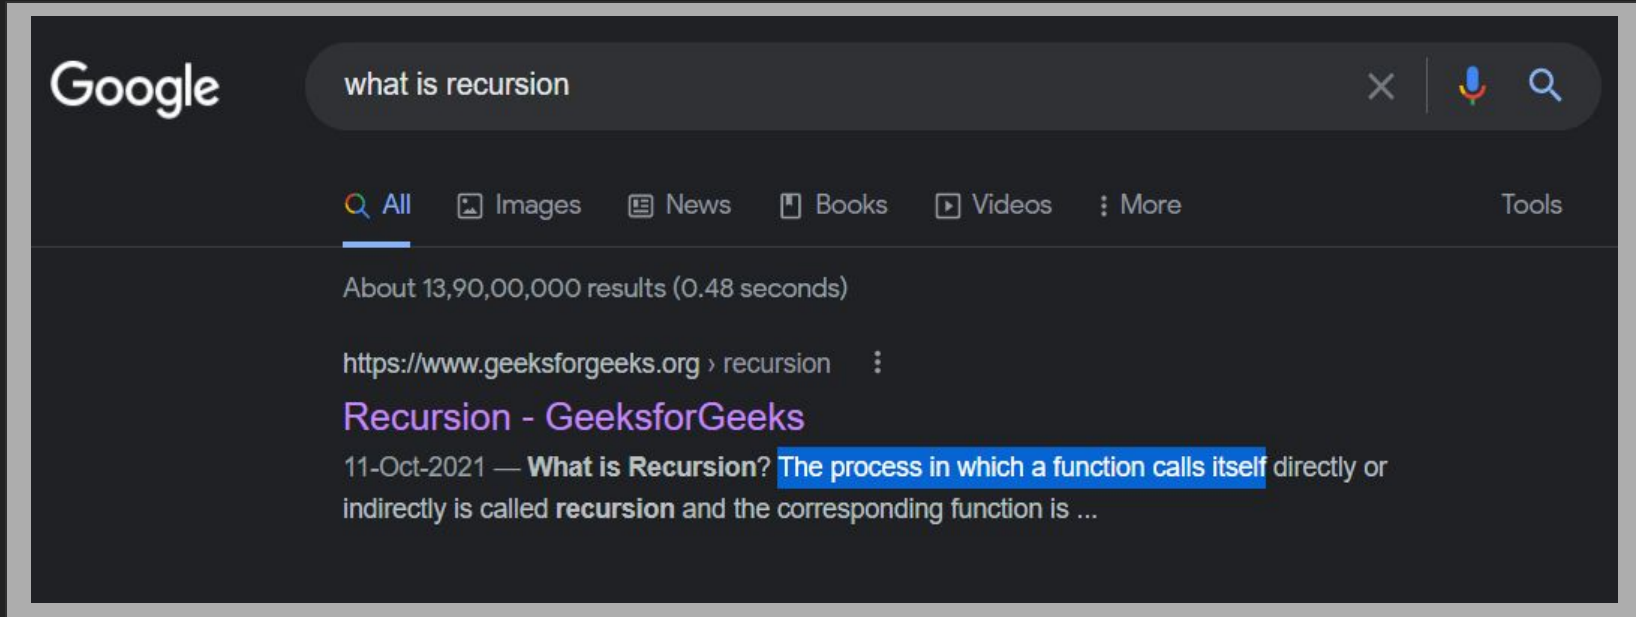 Google
what is recursion
All Images News Books Videos More Tools
About 13,90,00,000 results (0.48 seconds)
https://www.geeksforgeeks.org › recursion
Recursion - GeeksforGeeks
11-Oct-2021 — What is Recursion? The process in which a function calls itself directly or
indirectly is called recursion and the corresponding function is ...